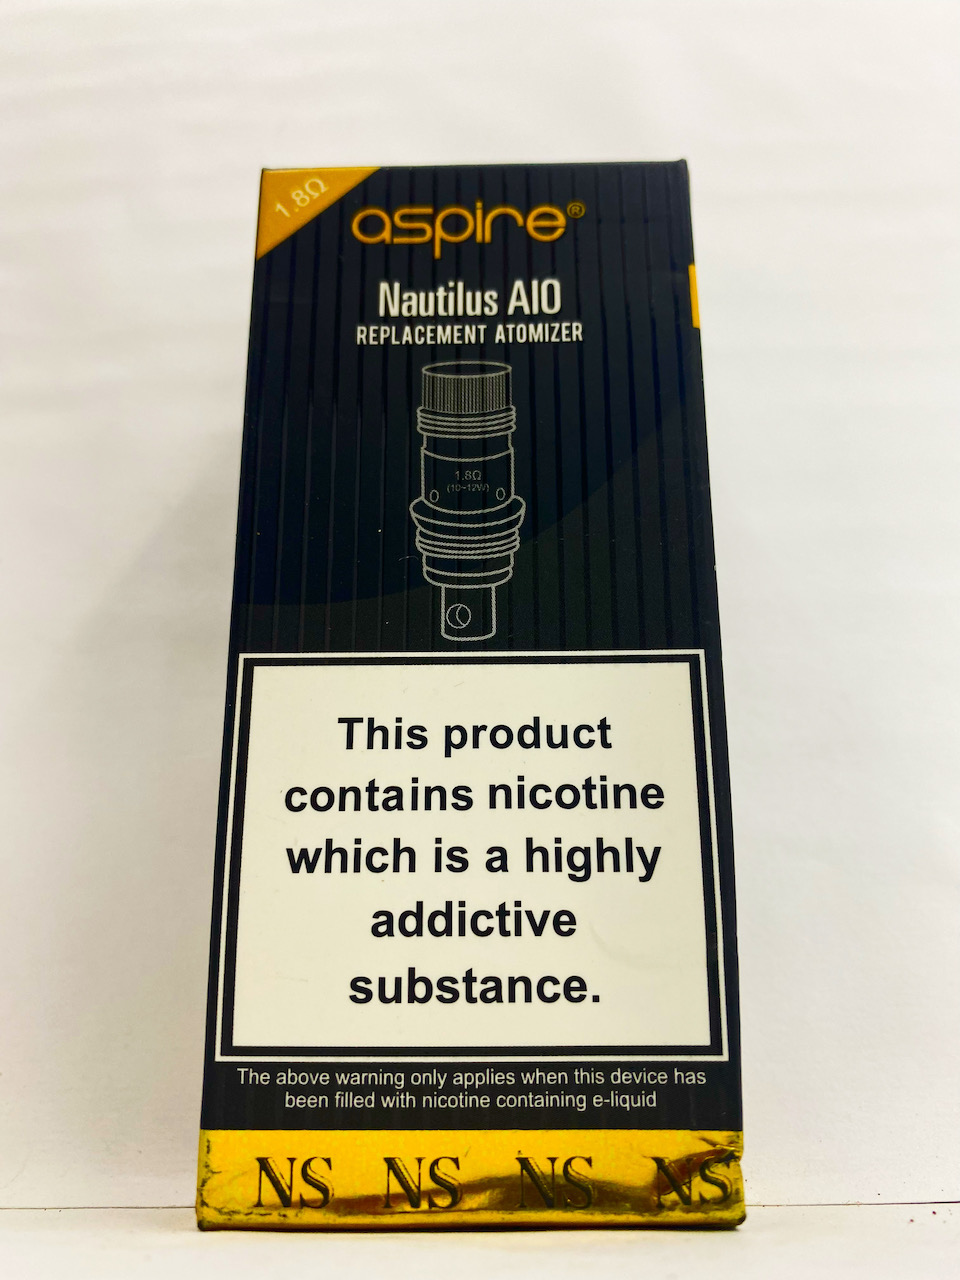 1.8Ω
aspire®
Nautilus AIO
REPLACEMENT ATOMIZER
1.8Ω
(10~12W)
This product
contains nicotine
which is a highly
addictive
substance.
The above warning only applies when this device has
been filled with nicotine containing e-liquid
NS NS NS NS